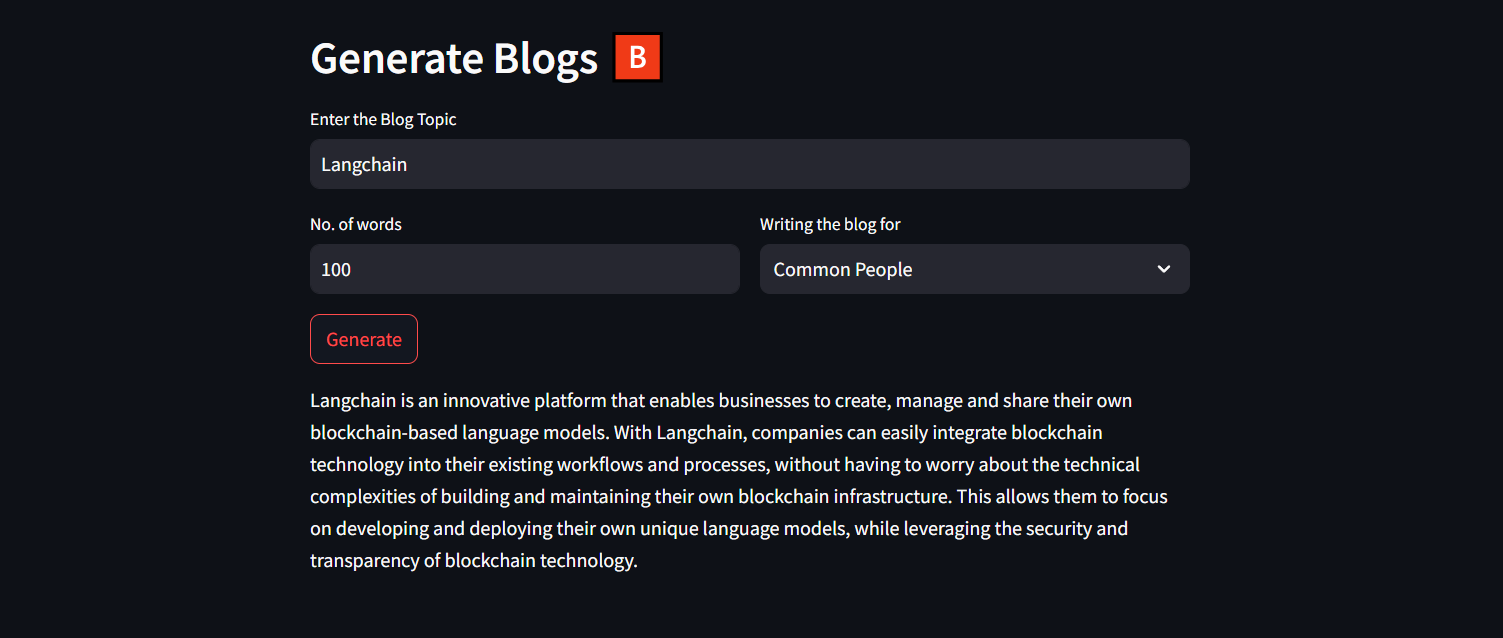 Generate Blogs B
Enter the Blog Topic
Langchain
No. of words
Writing the blog for
100
Common People
Generate
Langchain is an innovative platform that enables businesses to create, manage and share their own
blockchain-based language models. With Langchain, companies can easily integrate blockchain
technology into their existing workflows and processes, without having to worry about the technical
complexities of building and maintaining their own blockchain infrastructure. This allows them to focus
on developing and deploying their own unique language models, while leveraging the security and
transparency of blockchain technology.